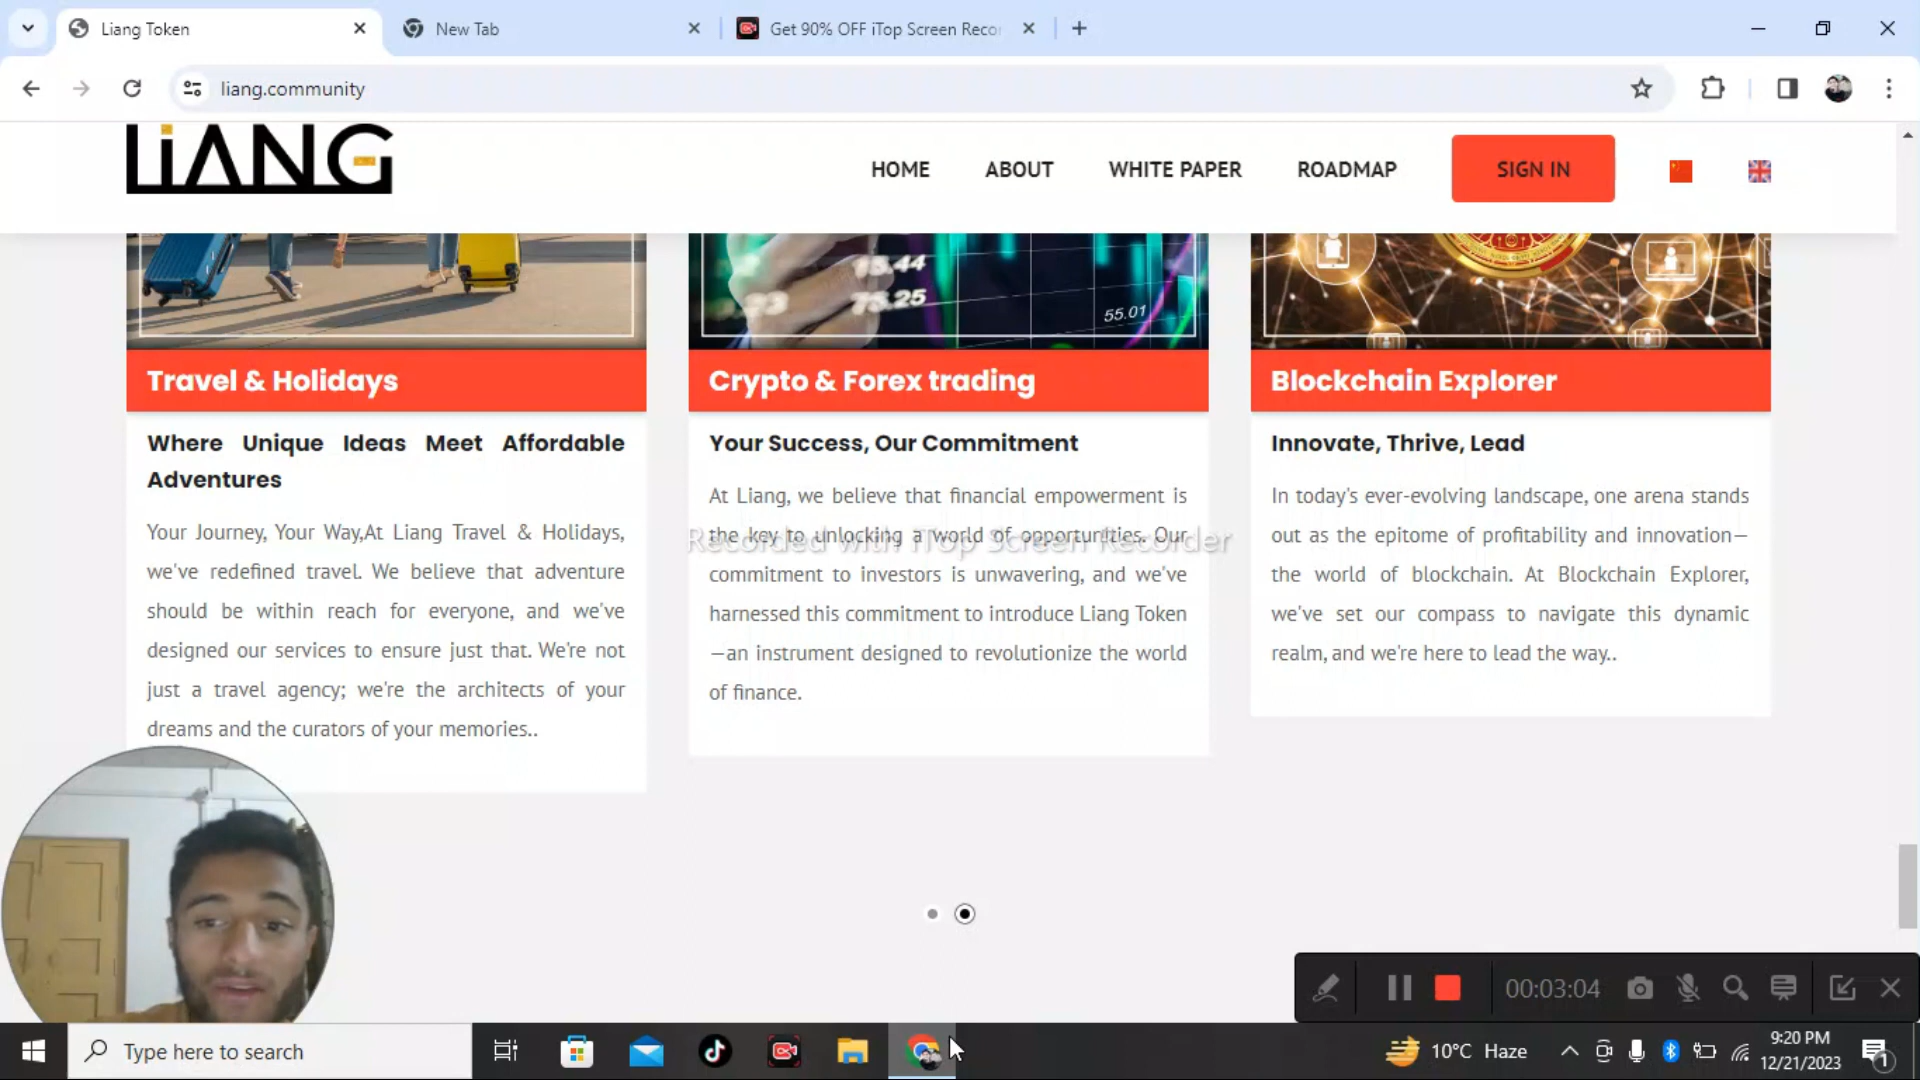 Liang Token
New Tab
Get 90% OFF iTop Screen Reco
liang.community
LiANG
HOME
ABOUT
WHITE PAPER
ROADMAP
SIGN IN
75.44
75.25
55.01
Travel & Holidays
Where Unique Ideas Meet Affordable
Adventures
Your Journey, Your Way,At Liang Travel & Holidays,
we've redefined travel. We believe that adventure
should be within reach for everyone, and we've
designed our services to ensure just that. We're not
just a travel agency; we're the architects of your
dreams and the curators of your memories..
Crypto & Forex trading
Your Success, Our Commitment
At Liang, we believe that financial empowerment is
the key to unlocking a world of opportunities. Our
commitment to investors is unwavering, and we've
harnessed this commitment to introduce Liang Token
—an instrument designed to revolutionize the world
of finance.
Blockchain Explorer
Innovate, Thrive, Lead
In today's ever-evolving landscape, one arena stands
out as the epitome of profitability and innovation—
the world of blockchain. At Blockchain Explorer,
we've set our compass to navigate this dynamic
realm, and we're here to lead the way..
Recorded with iTop Screen Recorder
00:03:04
Type here to search
10°C Haze
9:20 PM
12/21/2023
1